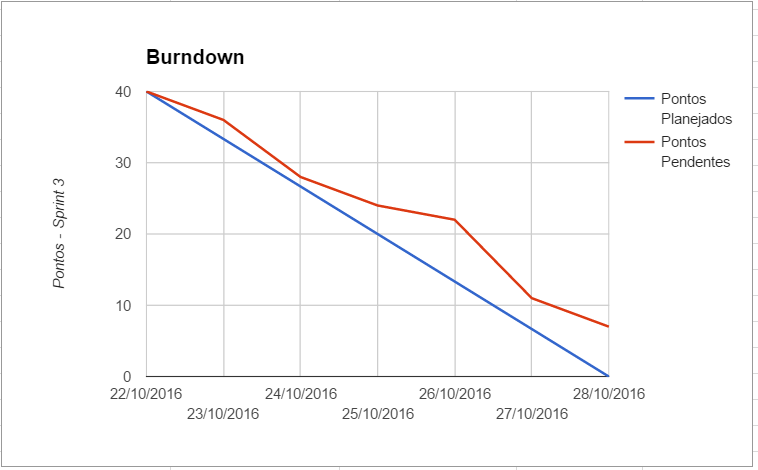 Burndown
40
30
20
10
0
Pontos - Sprint 3
22/10/2016
23/10/2016
24/10/2016
25/10/2016
26/10/2016
27/10/2016
28/10/2016
Pontos
Planejados
Pontos
Pendentes